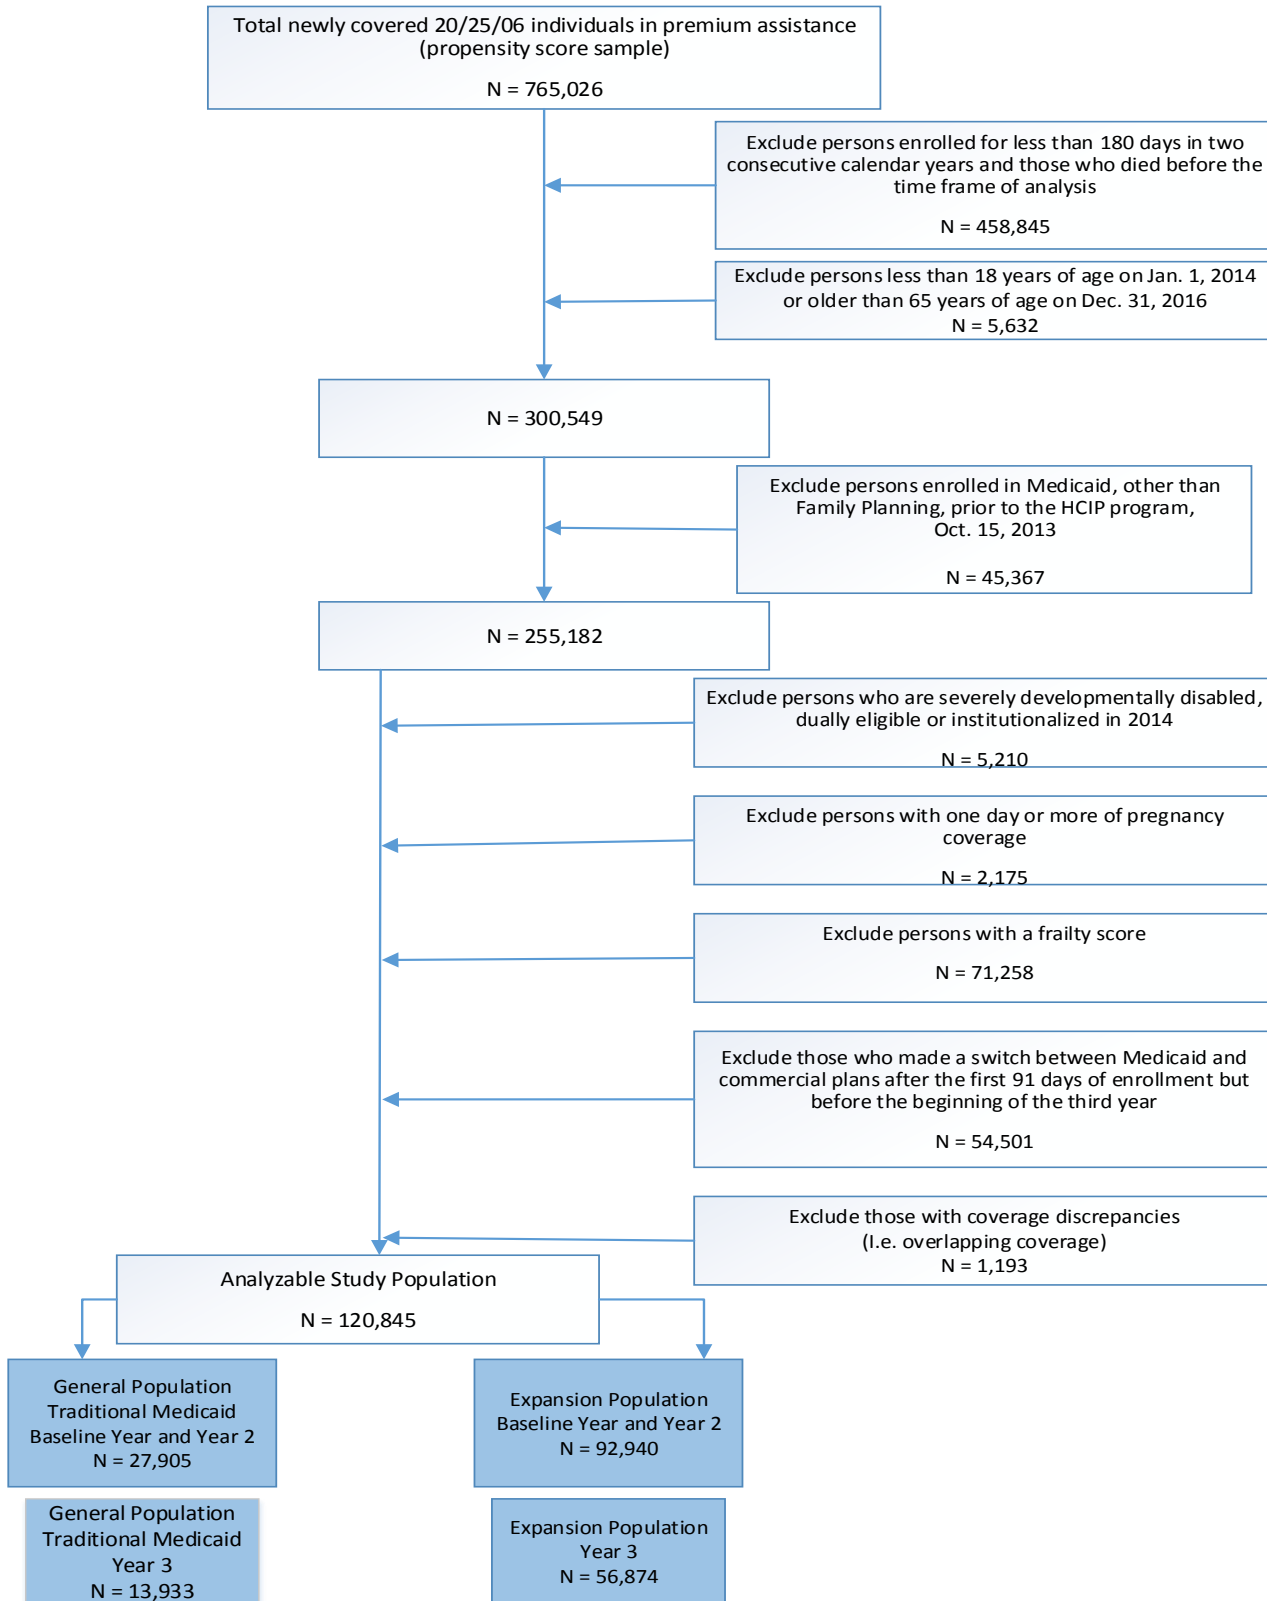 Total newly covered 20/25/06 individuals in premium assistance
(propensity score sample)
N = 765,026
Exclude persons enrolled for less than 180 days in two
consecutive calendar years and those who died before the
time frame of analysis
N = 458,845
Exclude persons less than 18 years of age on Jan. 1, 2014
or older than 65 years of age on Dec. 31, 2016
N = 5,632
N = 300,549
Exclude persons enrolled in Medicaid, other than
Family Planning, prior to the HCIP program,
Oct. 15, 2013
N = 45,367
N = 255,182
Exclude persons who are severely developmentally disabled,
dually eligible or institutionalized in 2014
N = 5,210
Exclude persons with one day or more of pregnancy
coverage
N = 2,175
Exclude persons with a frailty score
N = 71,258
Exclude those who made a switch between Medicaid and
commercial plans after the first 91 days of enrollment but
before the beginning of the third year
N = 54,501
Exclude those with coverage discrepancies
(I.e. overlapping coverage)
N = 1,193
Analyzable Study Population
N = 120,845
General Population
Traditional Medicaid
Baseline Year and Year 2
N = 27,905
Expansion Population
Baseline Year and Year 2
N = 92,940
General Population
Traditional Medicaid
Year 3
N = 13,933
Expansion Population
Year 3
N = 56,874